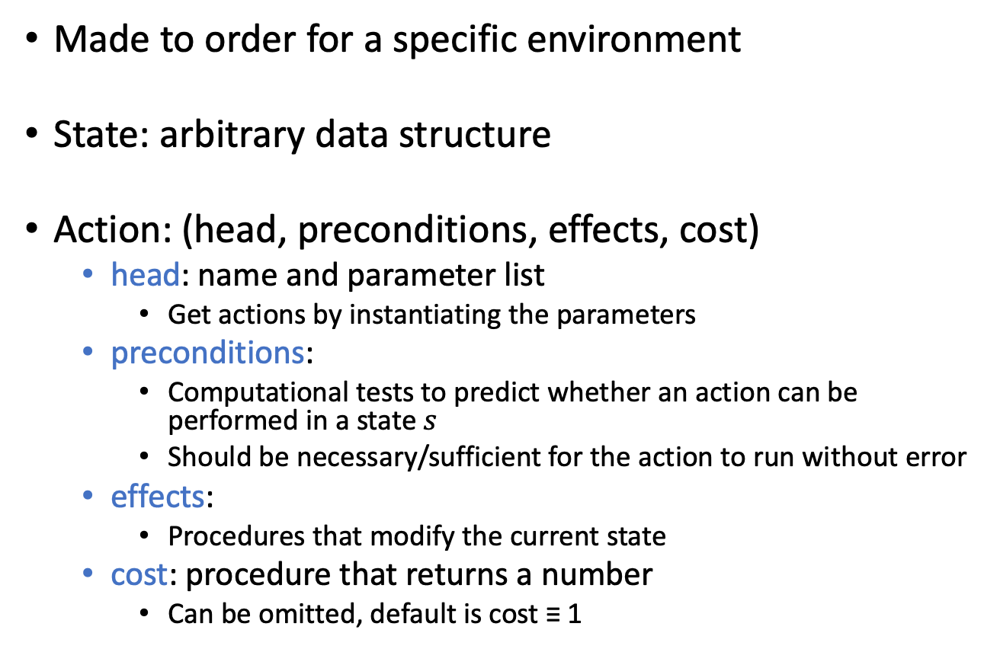 • Made to order for a specific environment
• State: arbitrary data structure
• Action: (head, preconditions, effects, cost)
• head: name and parameter list
• Get actions by instantiating the parameters
• preconditions:
• Computational tests to predict whether an action can be
performed in a state s
• Should be necessary/sufficient for the action to run without error
• effects:
• Procedures that modify the current state
• cost: procedure that returns a number
• Can be omitted, default is cost ≡ 1